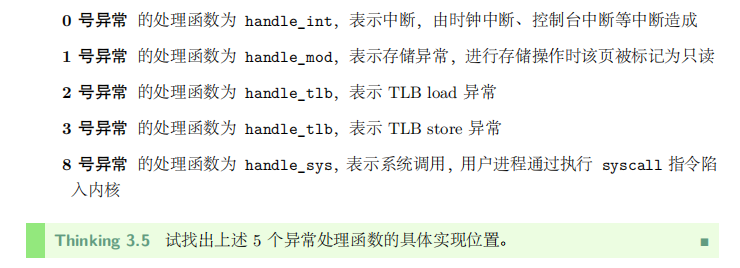 0 号异常 的处理函数为 handle_int，表示中断，由时钟中断、控制台中断等中断造成
1 号异常 的处理函数为 handle_mod，表示存储异常，进行存储操作时该页被标记为只读
2 号异常 的处理函数为 handle_tlb，表示 TLB load 异常
3 号异常 的处理函数为 handle_tlb，表示 TLB store 异常
8 号异常 的处理函数为 handle_sys，表示系统调用，用户进程通过执行 syscall 指令陷
入内核
Thinking 3.5 试找出上述 5 个异常处理函数的具体实现位置。